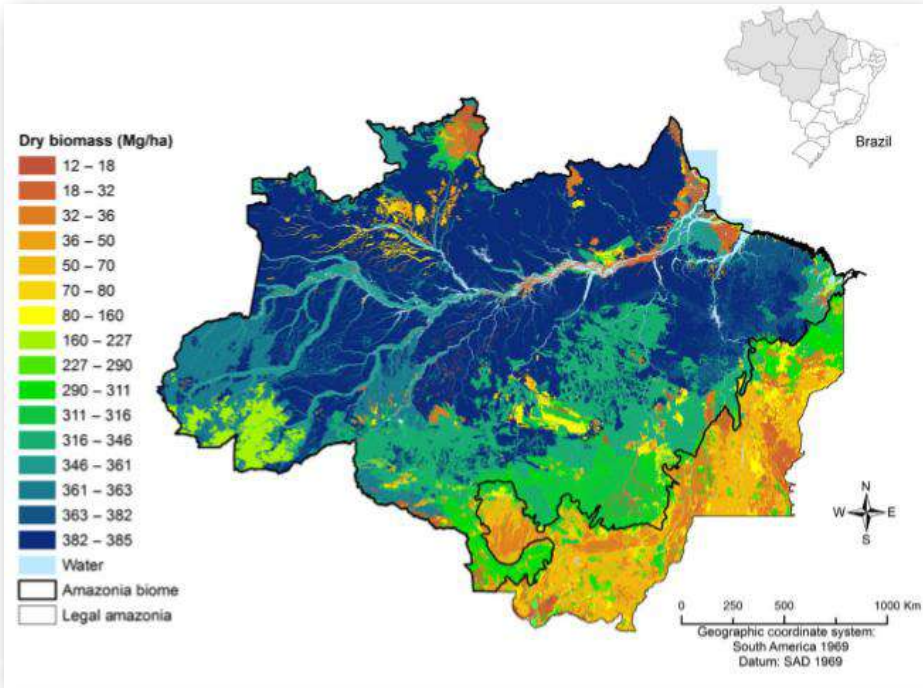 Brazil
Dry biomass (Mg/ha)
12 – 18
18 – 32
32 – 36
36 – 50
50 – 70
70 – 80
80 – 160
160 – 227
227 – 290
290 – 311
311 – 316
316 – 346
346 – 361
361 – 363
363 – 382
382 – 385
Water
Amazonia biome
Legal amazonia
N
W E
S
0 250 500 1000 Km
Geographic coordinate system:
South America 1969
Datum: SAD 1969